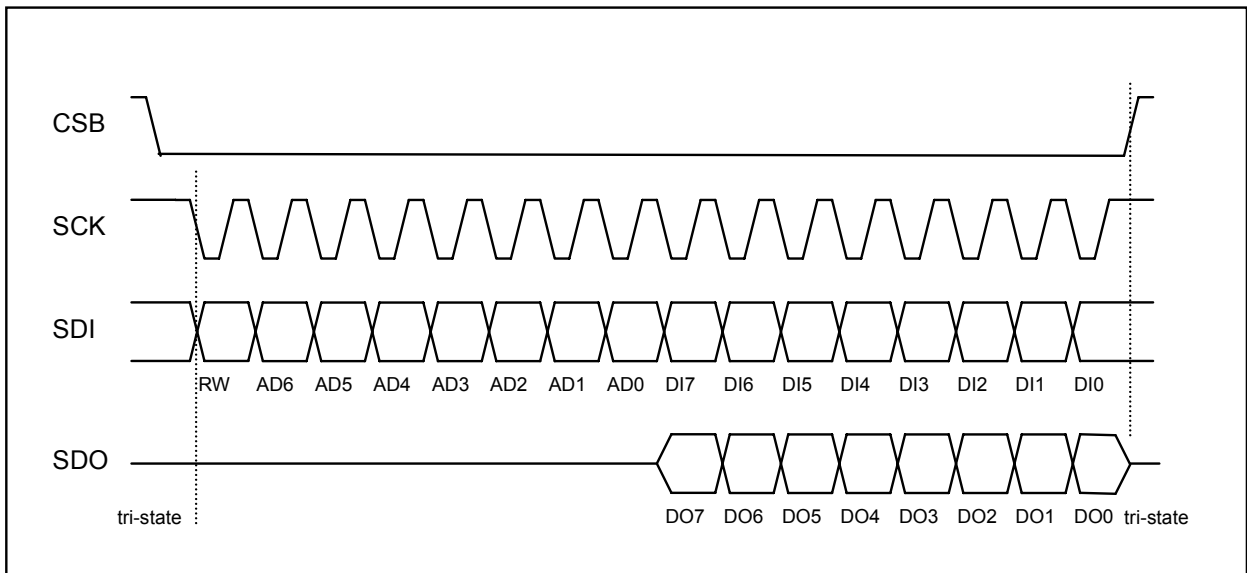 CSB
SCK
SDI
RW AD6 AD5 AD4 AD3 AD2 AD1 AD0 DI7 DI6 DI5 DI4 DI3 DI2 DI1 DI0
SDO
tri-state DO7 DO6 DO5 DO4 DO3 DO2 DO1 DO0 tri-state